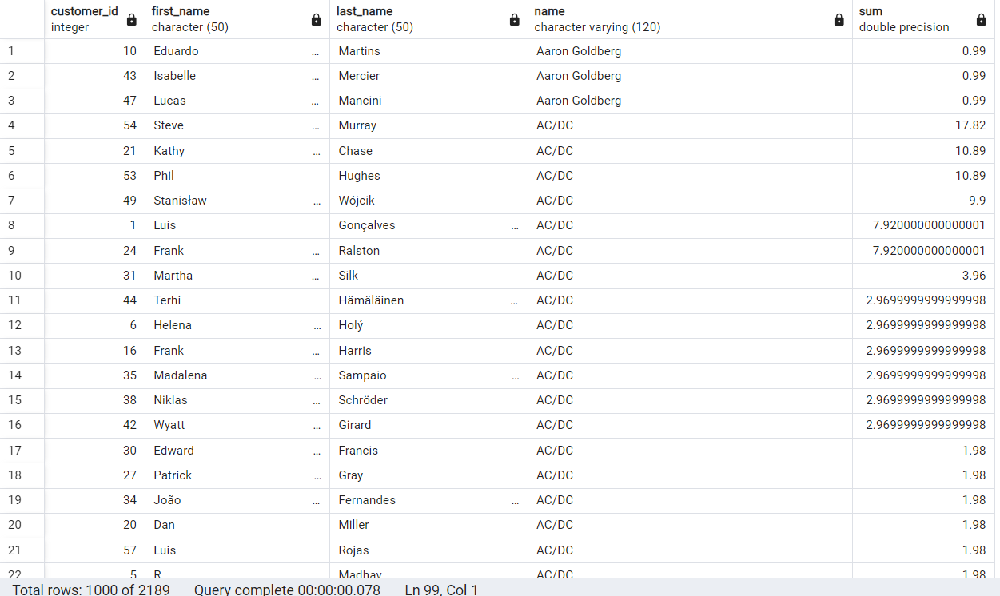 customer_id first_name last_name name sum
integer character (50) character (50) character varying (120) double precision
1 10 Eduardo ... Martins Aaron Goldberg 0.99
2 43 Isabelle ... Mercier Aaron Goldberg 0.99
3 47 Lucas ... Mancini Aaron Goldberg 0.99
4 54 Steve ... Murray AC/DC 17.82
5 21 Kathy ... Chase AC/DC 10.89
6 53 Phil Hughes AC/DC 10.89
7 49 Stanisław ... Wójcik AC/DC 9.9
8 1 Luís Gonçalves ... AC/DC 7.920000000000001
9 24 Frank ... Ralston AC/DC 7.920000000000001
10 31 Martha ... Silk AC/DC 3.96
11 44 Terhi Hämäläinen ... AC/DC 2.9699999999999998
12 6 Helena ... Holý AC/DC 2.9699999999999998
13 16 Frank ... Harris AC/DC 2.9699999999999998
14 35 Madalena ... Sampaio ... AC/DC 2.9699999999999998
15 38 Niklas ... Schröder AC/DC 2.9699999999999998
16 42 Wyatt ... Girard AC/DC 2.9699999999999998
17 30 Edward ... Francis AC/DC 1.98
18 27 Patrick ... Gray AC/DC 1.98
19 34 João ... Fernandes ... AC/DC 1.98
20 20 Dan Miller AC/DC 1.98
21 57 Luis Rojas AC/DC 1.98
22 5 R Madhav AC/DC 1.98
Total rows: 1000 of 2189 Query complete 00:00:00.078 Ln 99, Col 1